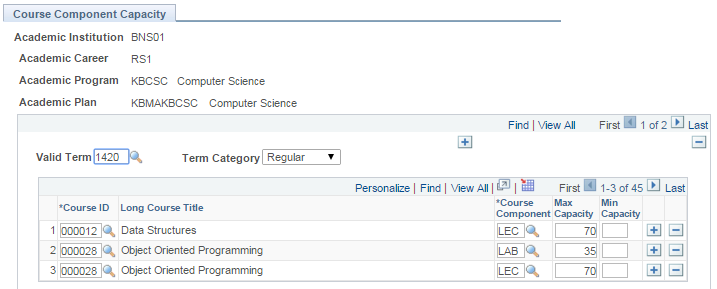 Course Component Capacity
Academic Institution BNS01
Academic Career RS1
Academic Program KBCSC Computer Science
Academic Plan KBMAKBCSC Computer Science
Find | View All First 1 of 2 Last
Valid Term 1420 Term Category Regular
Personalize | Find | View All | | First 1-3 of 45 Last
*Course ID Long Course Title *Course Component Max Capacity Min Capacity
1 000012 Data Structures LEC 70
2 000028 Object Oriented Programming LAB 35
3 000028 Object Oriented Programming LEC 70